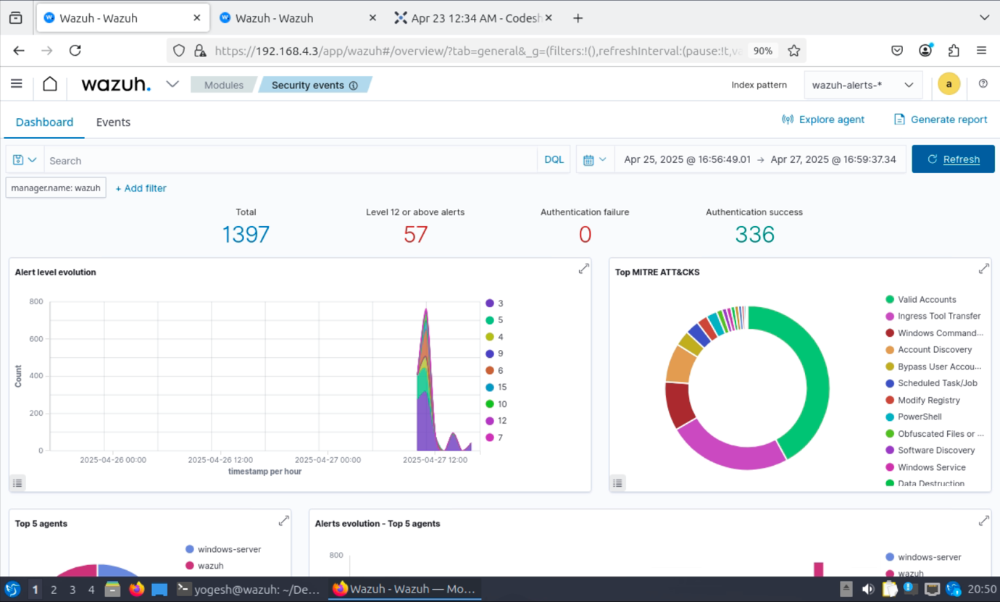 Wazuh - Wazuh
Wazuh - Wazuh
Apr 23 12:34 AM - Codesh
https://192.168.4.3/app/wazuh#/overview/?tab=general&_g=(filters:!(),refreshInterval:(pause:!t,va
90%
wazuh.
Modules
Security events
Index pattern
wazuh-alerts-*
a
Dashboard
Events
Explore agent
Generate report
Search
DQL
Apr 25, 2025 @ 16:56:49.01 → Apr 27, 2025 @ 16:59:37.34
Refresh
manager.name: wazuh
+ Add filter
Total
1397
Level 12 or above alerts
57
Authentication failure
0
Authentication success
336
Alert level evolution
800
600
400
200
0
Count
2025-04-26 00:00
2025-04-26 12:00
2025-04-27 00:00
2025-04-27 12:00
timestamp per hour
3
5
4
9
6
15
10
12
7
Top MITRE ATT&CKS
Valid Accounts
Ingress Tool Transfer
Windows Command...
Account Discovery
Bypass User Accou...
Scheduled Task/Job
Modify Registry
PowerShell
Obfuscated Files or ...
Software Discovery
Windows Service
Data Destruction
Top 5 agents
windows-server
wazuh
Alerts evolution - Top 5 agents
800
windows-server
wazuh
1
2
3
4
yogesh@wazuh: ~/De...
Wazuh - Wazuh — Mo...
20:50